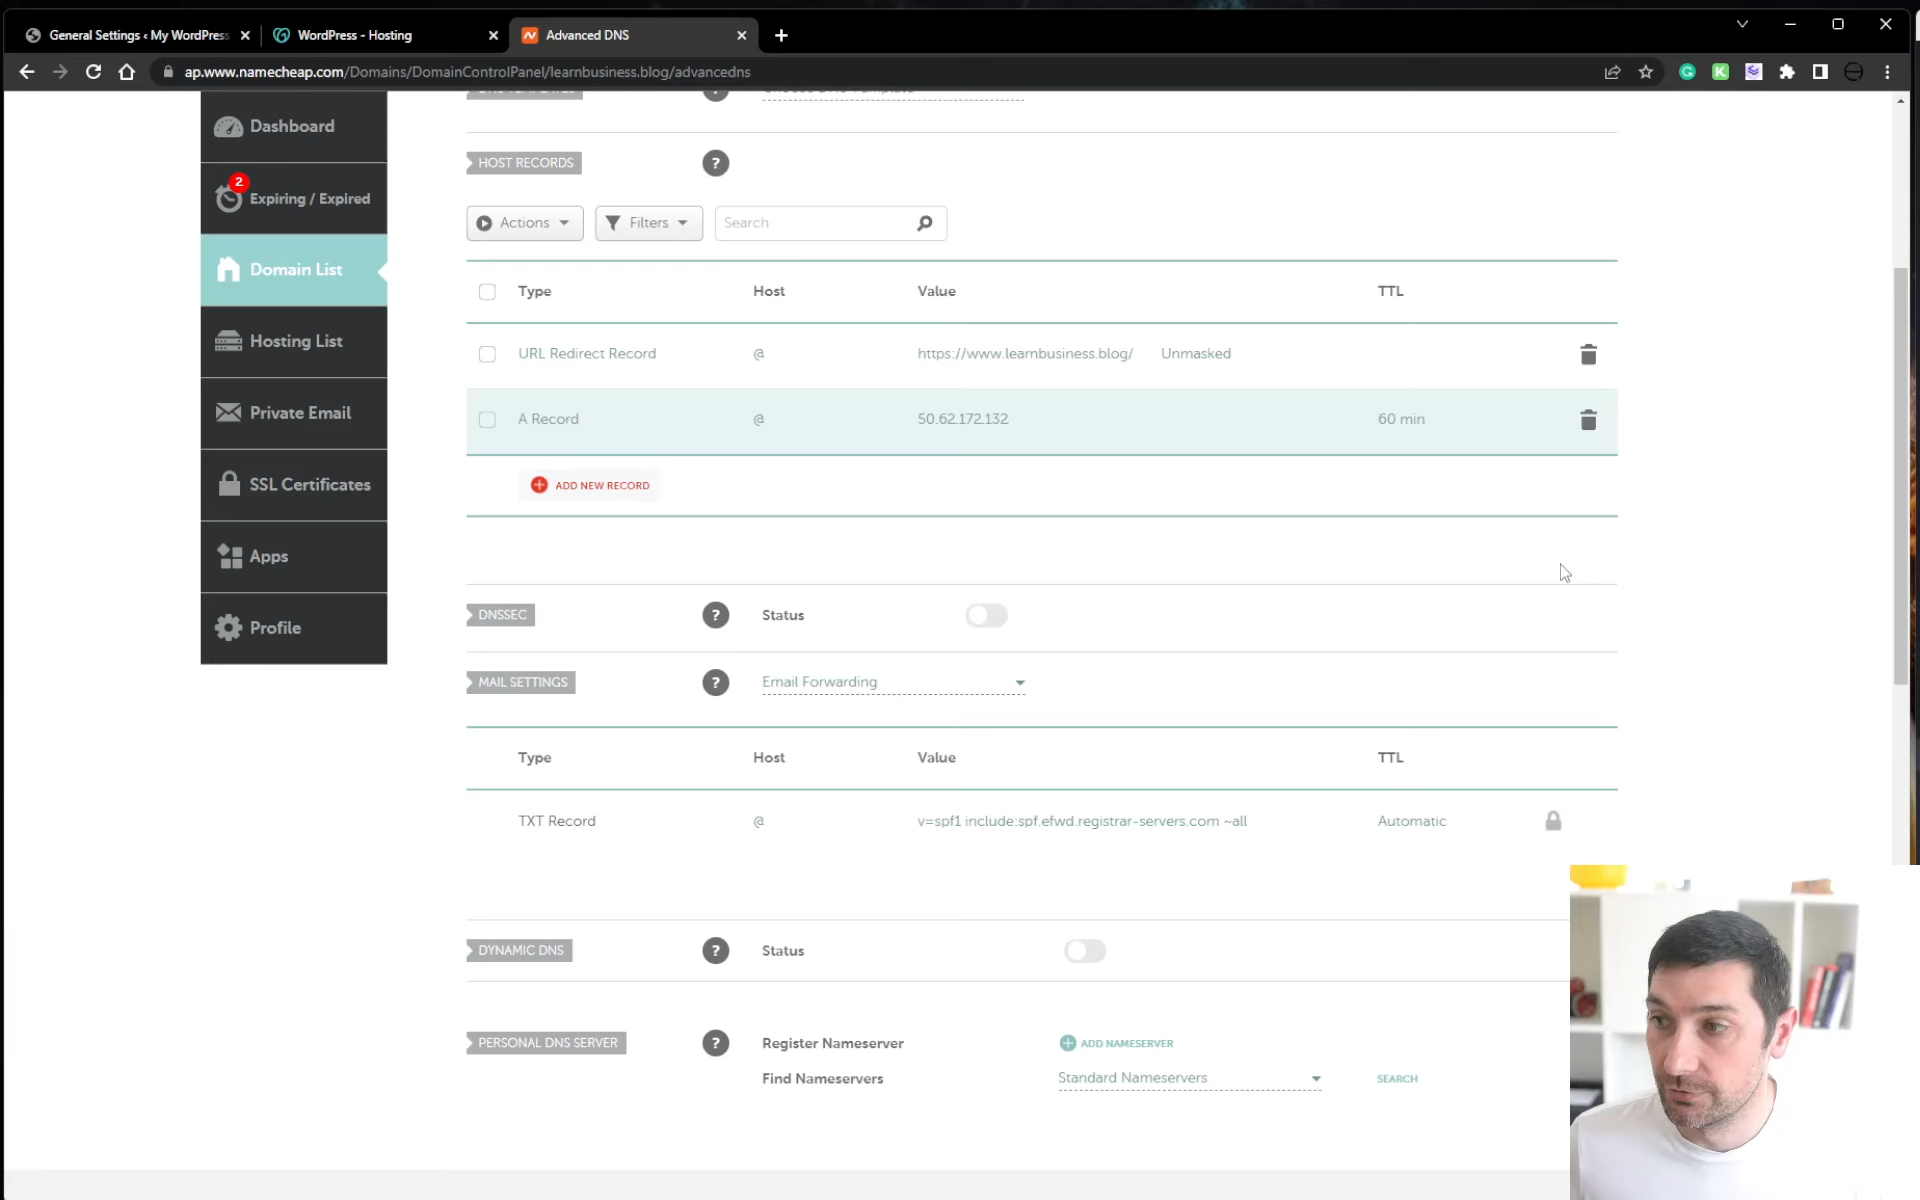 General Settings ‹ My WordPress
WordPress - Hosting
Advanced DNS
ap.www.namecheap.com/Domains/DomainControlPanel/learnbusiness.blog/advancedns
Dashboard
2
Expiring / Expired
Domain List
Hosting List
Private Email
SSL Certificates
Apps
Profile
HOST RECORDS ?
Actions Filters Search
Type Host Value TTL
URL Redirect Record @ https://www.learnbusiness.blog/ Unmasked
A Record @ 50.62.172.132 60 min
ADD NEW RECORD
DNSSEC ? Status
MAIL SETTINGS ? Email Forwarding
Type Host Value TTL
TXT Record @ v=spf1 include:spf.efwd.registrar-servers.com ~all Automatic
DYNAMIC DNS ? Status
PERSONAL DNS SERVER ? Register Nameserver ADD NAMESERVER
Find Nameservers Standard Nameservers SEARCH